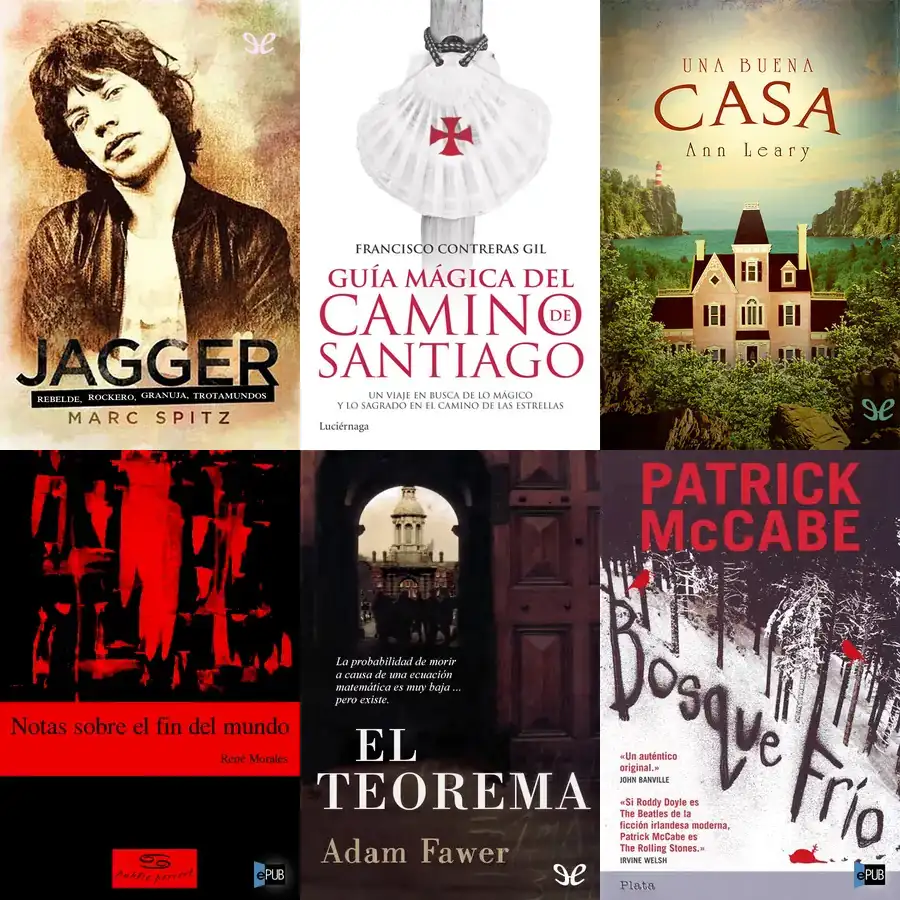 JAGGER
REBELDE, ROCKERO, GRANUJA, TROTAMUNDOS
MARC SPITZ
FRANCISCO CONTRERAS GIL
GUÍA MÁGICA DEL
CAMINO DE
SANTIAGO
UN VIAJE EN BUSCA DE LO MÁGICO
Y LO SAGRADO EN EL CAMINO DE LAS ESTRELLAS
Luciérnaga
UNA BUENA
CASA
Ann Leary
Notas sobre el fin del mundo
René Morales
Public pervert
ePUB
La probabilidad de morir
a causa de una ecuación
matemática es muy baja ...
pero existe.
EL
TEOREMA
Adam Fawer
PATRICK
McCABE
Bosque Frío
«Un auténtico
original.»
JOHN BANVILLE
«Si Roddy Doyle es
The Beatles de la
ficción irlandesa moderna,
Patrick McCabe es
The Rolling Stones.»
IRVINE WELSH
Plata
ePUB